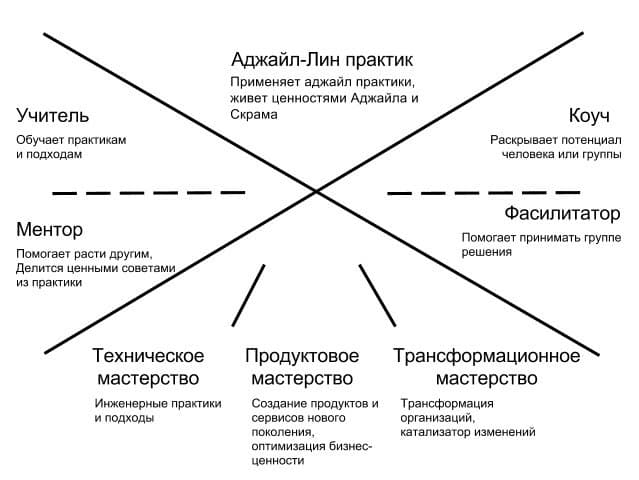 Аджайл-Лин практик
Применяет аджайл практики,
живет ценностями Аджайла и
Скрама
Учитель
Обучает практикам
и подходам
Коуч
Раскрывает потенциал
человека или группы
Ментор
Помогает расти другим,
Делится ценными советами
из практики
Фасилитатор
Помогает принимать группе
решения
Техническое
мастерство
Инженерные практики
и подходы
Продуктовое
мастерство
Создание продуктов и
сервисов нового
поколения,
оптимизация бизнес-
ценности
Трансформационное
мастерство
Трансформация
организаций,
катализатор изменений